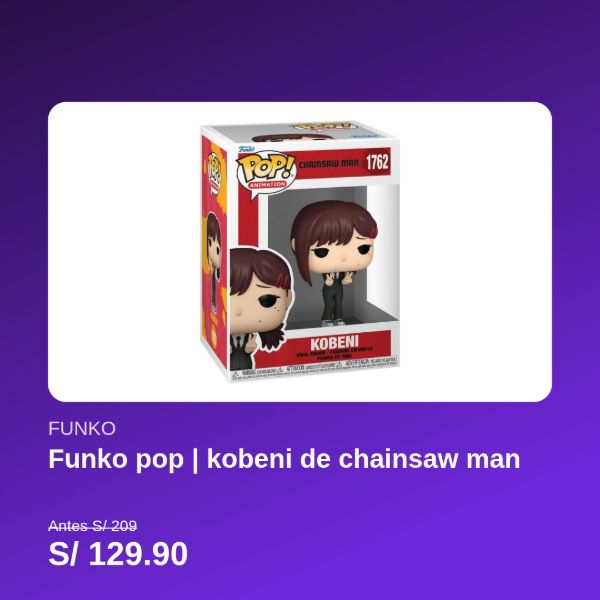 Funko
POP!
ANIMATION
CHAINSAW MAN
1762
KOBENI
FUNKO
Funko pop | kobeni de chainsaw man
Antes S/ 209
S/ 129.90